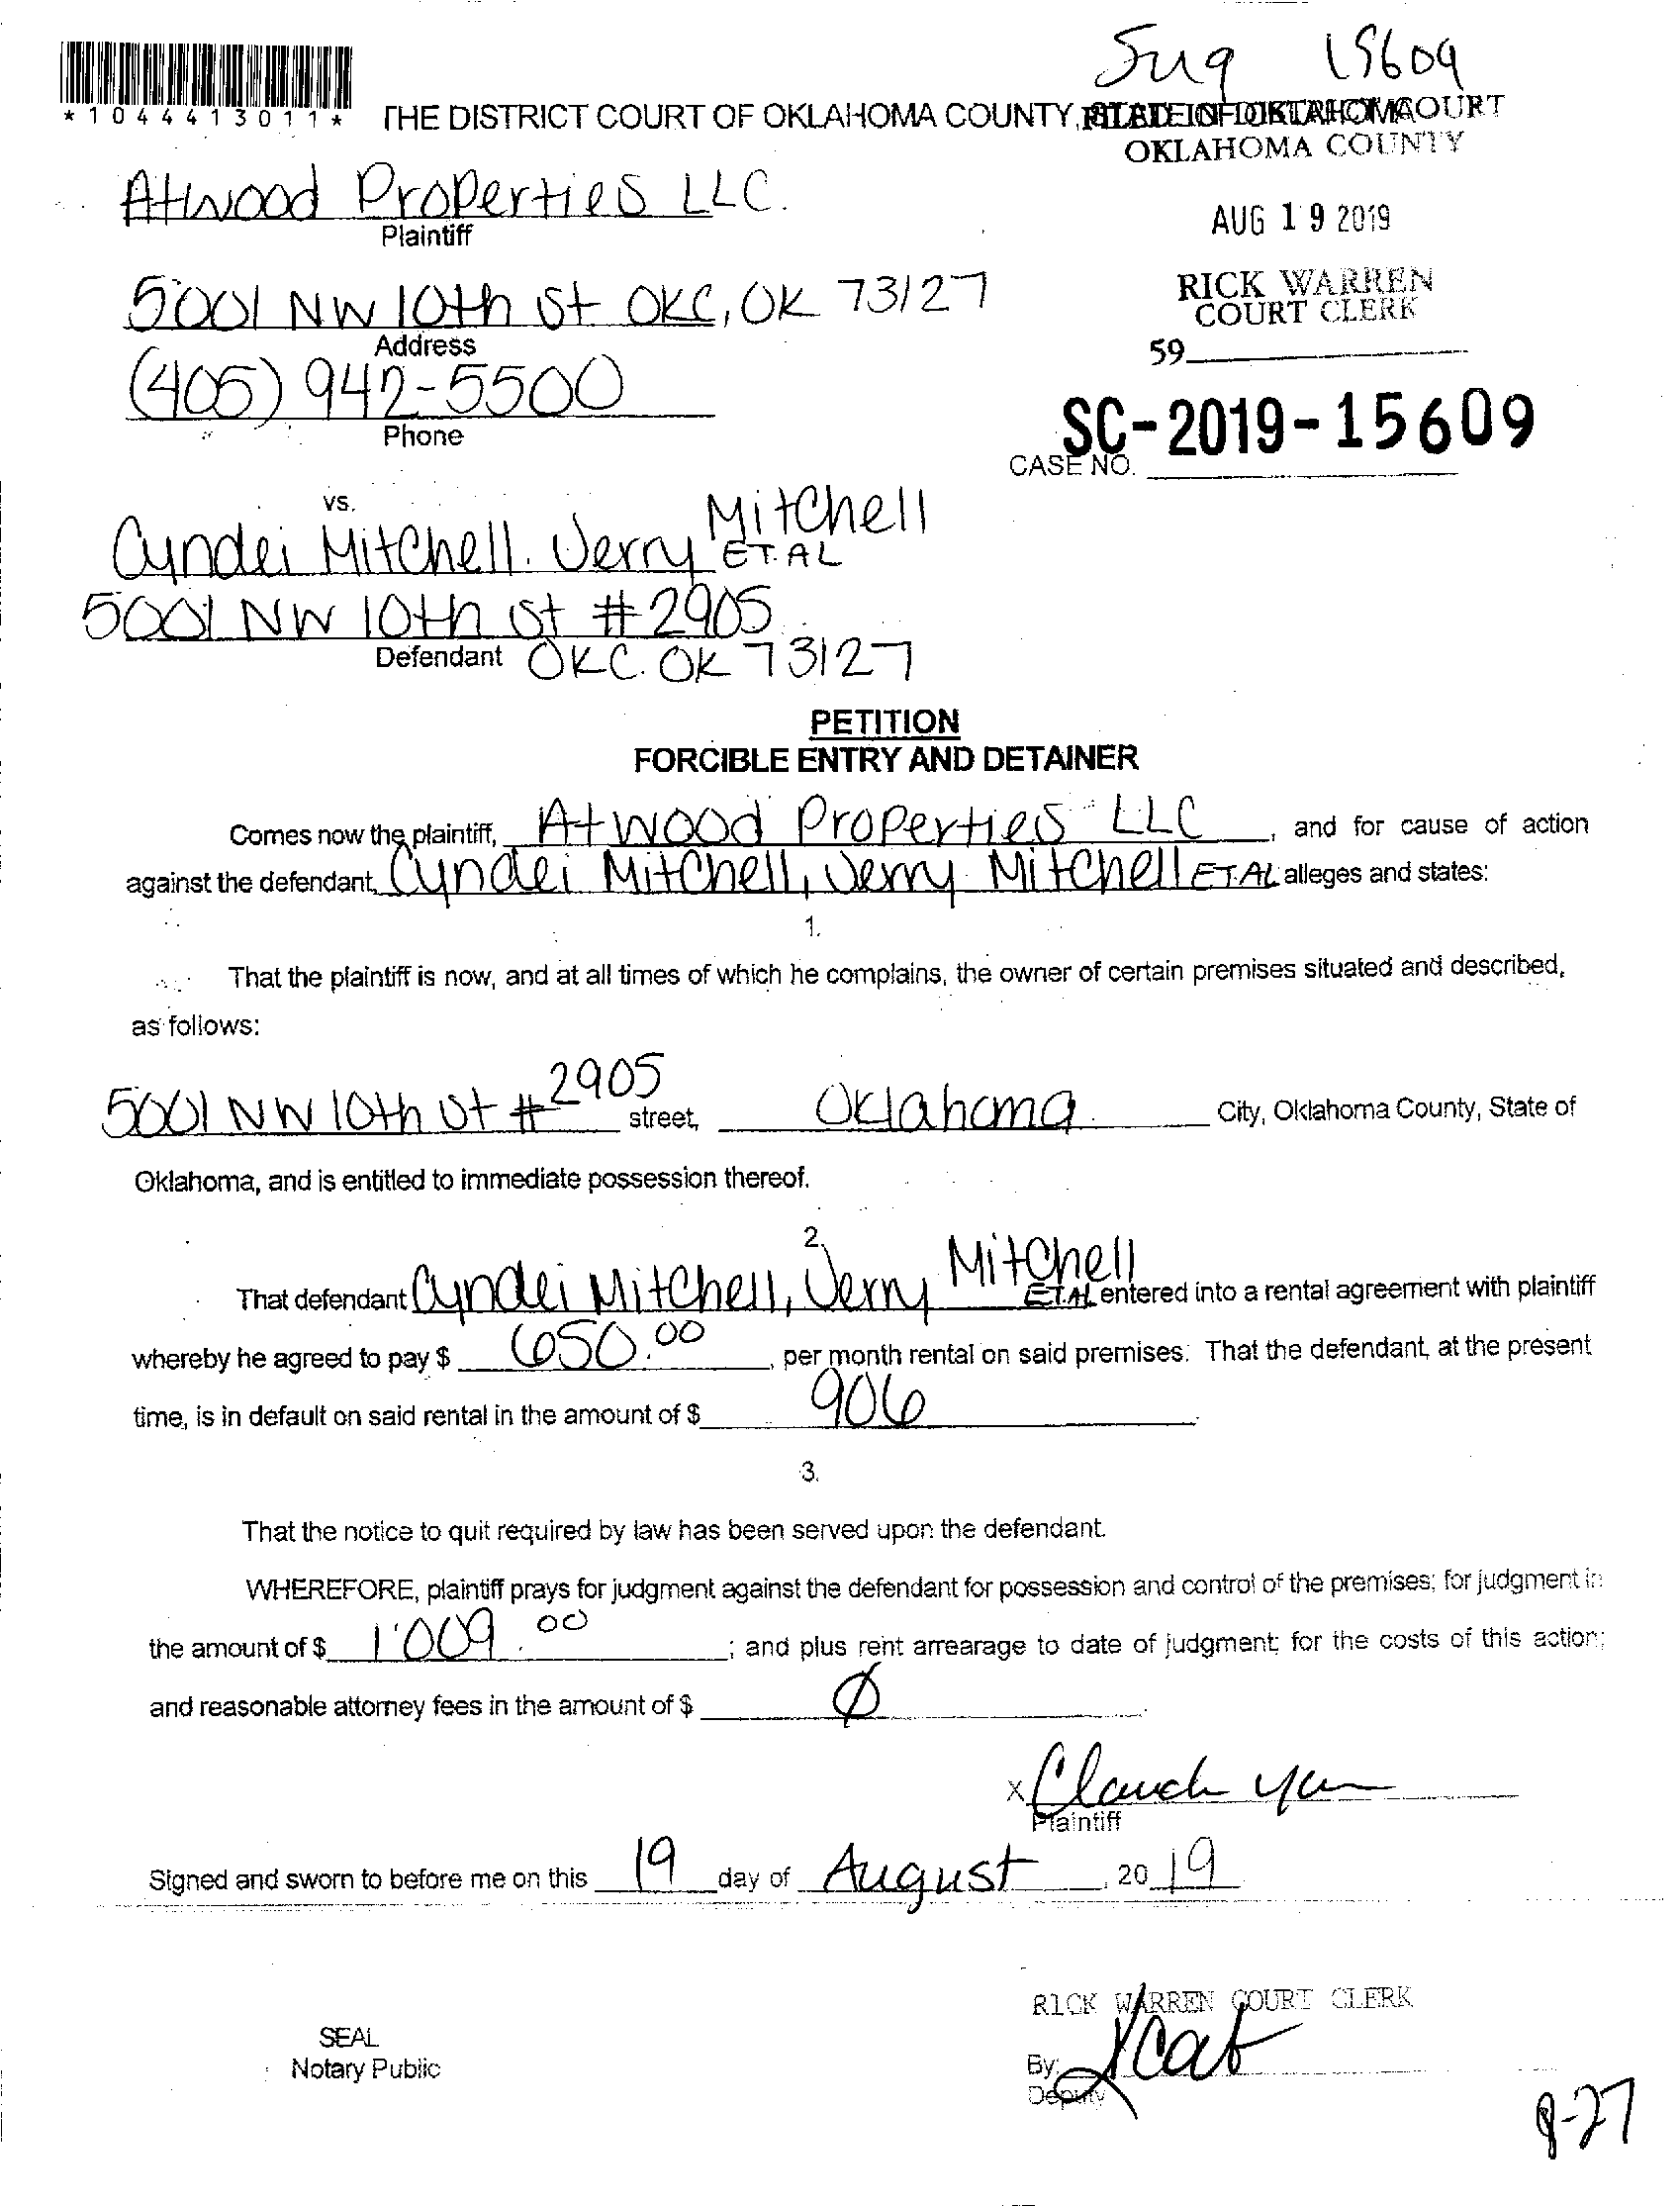 Sug 15609
*1044413011*
THE DISTRICT COURT OF OKLAHOMA COUNTY, STATE OF OKLAHOMA
FILED IN DISTRICT COURT
OKLAHOMA COUNTY
Atwood Properties LLC.
Plaintiff
AUG 19 2019
5001 NW 10th St OKC, OK 73127
Address
RICK WARREN
COURT CLERK
(405) 942-5500
Phone
59
SC-2019-15609
CASE NO.
vs.
Cyndei Mitchell. Jerry Mitchell
ET. AL
5001 NW 10th St #2905
Defendant OKC. OK 73127
PETITION
FORCIBLE ENTRY AND DETAINER
Comes now the plaintiff, Atwood Properties LLC, and for cause of action
against the defendant, Cyndei Mitchell, Jerry Mitchell ET.AL alleges and states:
1.
That the plaintiff is now, and at all times of which he complains, the owner of certain premises situated and described,
as follows:
5001 NW 10th St #2905 street, Oklahoma City, Oklahoma County, State of
Oklahoma, and is entitled to immediate possession thereof.
2.
That defendant Cyndei Mitchell, Jerry Mitchell ET.AL entered into a rental agreement with plaintiff
whereby he agreed to pay $ 650.00, per month rental on said premises: That the defendant, at the present
time, is in default on said rental in the amount of $ 906
3.
That the notice to quit required by law has been served upon the defendant.
WHEREFORE, plaintiff prays for judgment against the defendant for possession and control of the premises; for judgment in
the amount of $ 1'009.00; and plus rent arrearage to date of judgment; for the costs of this action;
and reasonable attorney fees in the amount of $ Ø
x
Plaintiff
Signed and sworn to before me on this 19 day of August, 2019
RICK WARREN COURT CLERK
SEAL
Notary Public
By:
Deputy
8-27